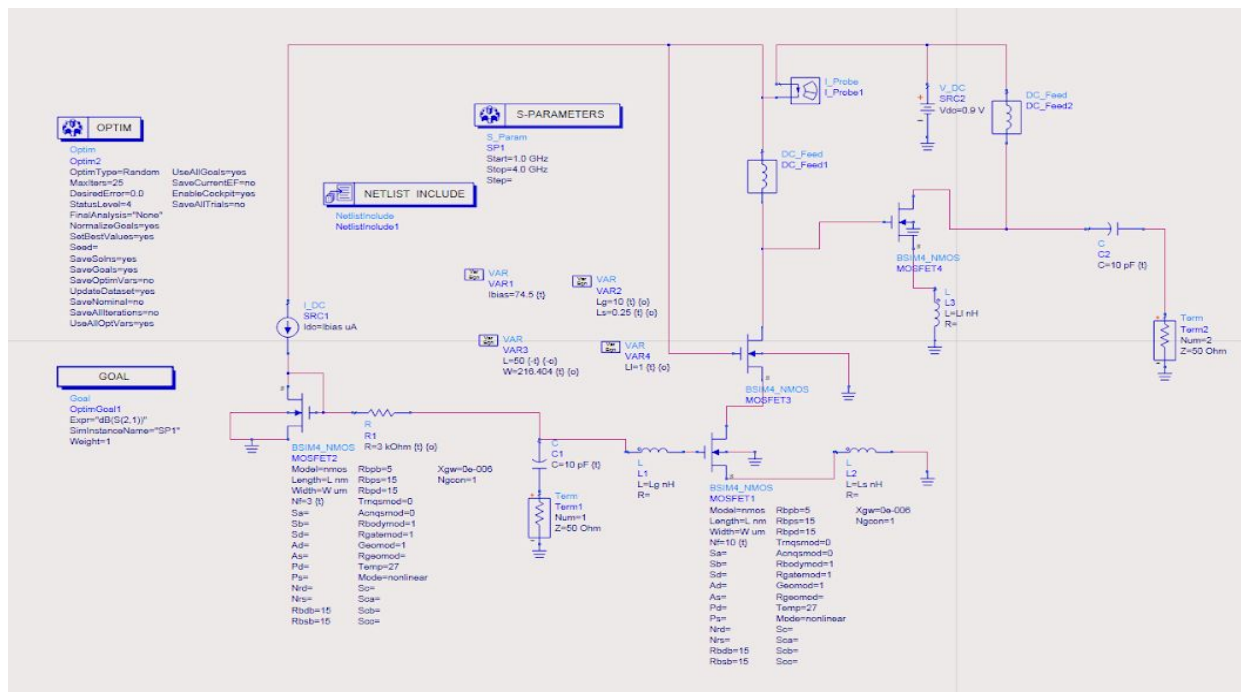 OPTIM
Optim
Optim2
OptimType=Random
MaxIters=25
DesiredError=0.0
StatusLevel=4
FinalAnalysis="None"
NormalizeGoals=yes
SetBestValues=yes
Seed=
SaveSolns=yes
SaveGoals=yes
SaveOptimVars=no
UpdateDataset=yes
SaveNominal=no
SaveAllIterations=no
UseAllOptVars=yes
UseAllGoals=yes
SaveCurrentEF=no
EnableCockpit=yes
SaveAllTrials=no
GOAL
Goal
OptimGoal1
Expr="dB(S(2,1))"
SimInstanceName="SP1"
Weight=1
NETLIST INCLUDE
NetlistInclude
NetlistInclude1
S-PARAMETERS
S_Param
SP1
Start=1.0 GHz
Stop=4.0 GHz
Step=
Var
Eqn
VAR
VAR1
Ibias=74.5 {t}
Var
Eqn
VAR
VAR2
Lg=10 {t} {o}
Ls=0.25 {t} {o}
Var
Eqn
VAR
VAR3
L=50 {-t} {-o}
W=216.404 {t} {o}
Var
Eqn
VAR
VAR4
Ll=1 {t} {o}
I_DC
SRC1
Idc=Ibias uA
I_Probe
I_Probe1
V_DC
SRC2
Vdc=0.9 V
DC_Feed
DC_Feed2
DC_Feed
DC_Feed1
BSIM4_NMOS
MOSFET4
L
L3
L=Ll nH
R=
C
C2
C=10 pF {t}
Term
Term2
Num=2
Z=50 Ohm
BSIM4_NMOS
MOSFET3
R
R1
R=3 kOhm {t} {o}
C
C1
C=10 pF {t}
Term
Term1
Num=1
Z=50 Ohm
L
L1
L=Lg nH
R=
L
L2
L=Ls nH
R=
BSIM4_NMOS
MOSFET2
Model=nmos
Length=L nm
Width=W um
Nf=3 {t}
Sa=
Sb=
Sd=
Ad=
As=
Pd=
Ps=
Nrd=
Nrs=
Rbdb=15
Rbsb=15
Rbpb=5
Rbps=15
Rbpd=15
Trnqsmod=0
Acnqsmod=0
Rbodymod=1
Rgatemod=1
Geomod=1
Rgeomod=
Temp=27
Mode=nonlinear
Sc=
Sca=
Scb=
Scc=
Xgw=0e-006
Ngcon=1
BSIM4_NMOS
MOSFET1
Model=nmos
Length=L nm
Width=W um
Nf=10 {t}
Sa=
Sb=
Sd=
Ad=
As=
Pd=
Ps=
Nrd=
Nrs=
Rbdb=15
Rbsb=15
Rbpb=5
Rbps=15
Rbpd=15
Trnqsmod=0
Acnqsmod=0
Rbodymod=1
Rgatemod=1
Geomod=1
Rgeomod=
Temp=27
Mode=nonlinear
Sc=
Sca=
Scb=
Scc=
Xgw=0e-006
Ngcon=1